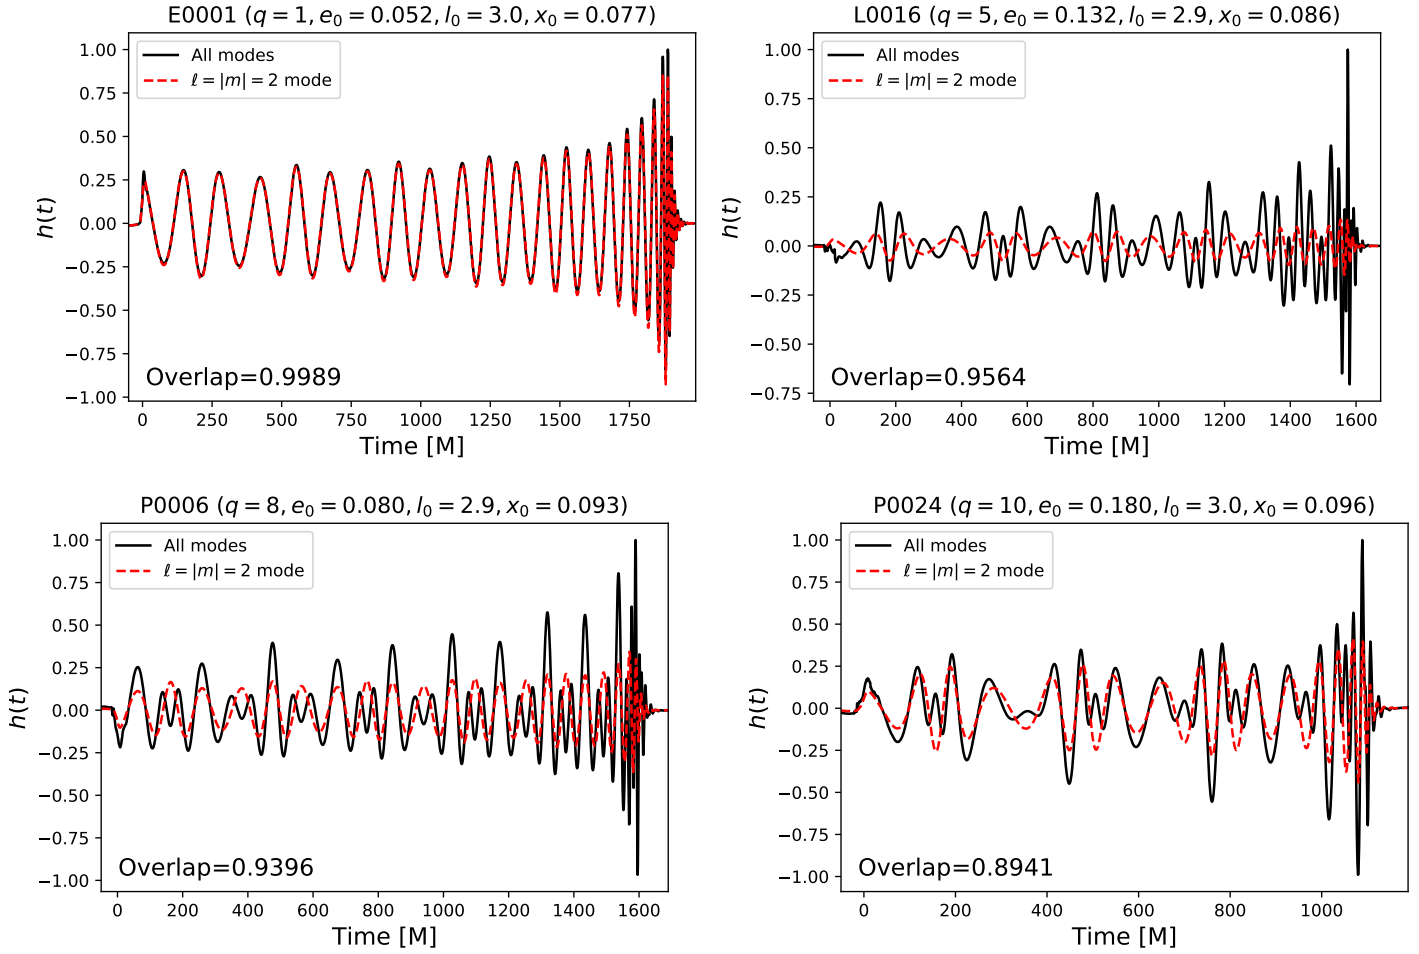 E0001 (q = 1, e₀ = 0.052, l₀ = 3.0, x₀ = 0.077)
All modes
ℓ = |m| = 2 mode
1.00
0.75
0.50
0.25
0.00
−0.25
−0.50
−0.75
−1.00
h(t)
Overlap=0.9989
0 250 500 750 1000 1250 1500 1750
Time [M]
L0016 (q = 5, e₀ = 0.132, l₀ = 2.9, x₀ = 0.086)
All modes
ℓ = |m| = 2 mode
1.00
0.75
0.50
0.25
0.00
−0.25
−0.50
−0.75
h(t)
Overlap=0.9564
0 200 400 600 800 1000 1200 1400 1600
Time [M]
P0006 (q = 8, e₀ = 0.080, l₀ = 2.9, x₀ = 0.093)
All modes
ℓ = |m| = 2 mode
1.00
0.75
0.50
0.25
0.00
−0.25
−0.50
−0.75
−1.00
h(t)
Overlap=0.9396
0 200 400 600 800 1000 1200 1400 1600
Time [M]
P0024 (q = 10, e₀ = 0.180, l₀ = 3.0, x₀ = 0.096)
All modes
ℓ = |m| = 2 mode
1.00
0.75
0.50
0.25
0.00
−0.25
−0.50
−0.75
−1.00
h(t)
Overlap=0.8941
0 200 400 600 800 1000
Time [M]